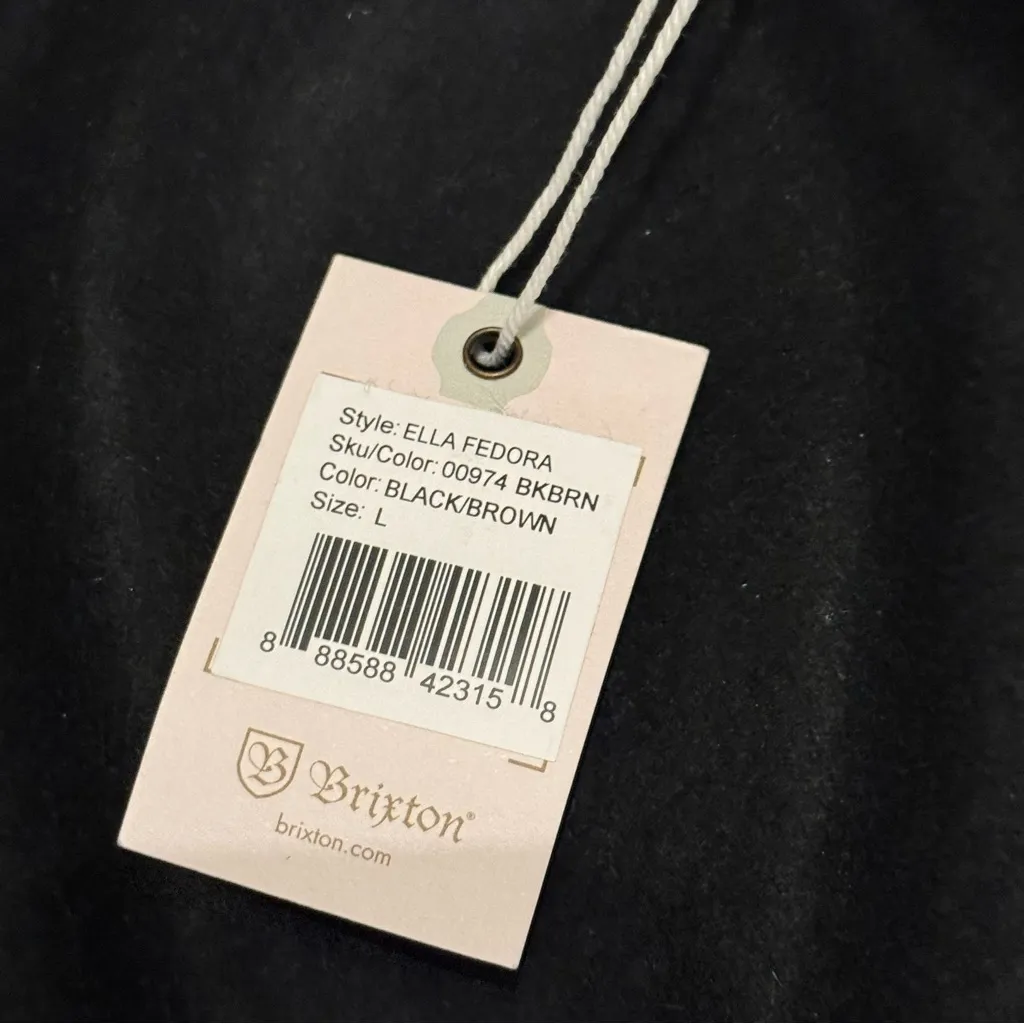 Style: ELLA FEDORA
Sku/Color: 00974 BKBRN
Color: BLACK/BROWN
Size: L
8 88588 42315 8
B Brixton®
brixton.com